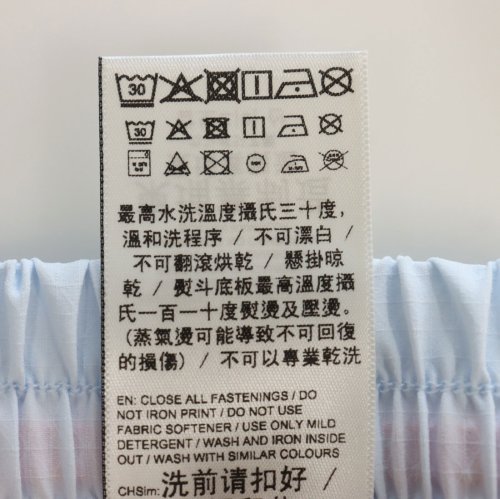 30
30
最高水洗溫度攝氏三十度,
溫和洗程序 / 不可漂白 /
不可翻滾烘乾 / 懸掛晾
乾 / 熨斗底板最高溫度攝
氏一百一十度熨燙及壓燙。
(蒸氣燙可能導致不可回復
的損傷) / 不可以專業乾洗
EN: CLOSE ALL FASTENINGS / DO
NOT IRON PRINT / DO NOT USE
FABRIC SOFTENER / USE ONLY MILD
DETERGENT / WASH AND IRON INSIDE
OUT / WASH WITH SIMILAR COLOURS
CHSim: 洗前请扣好 /